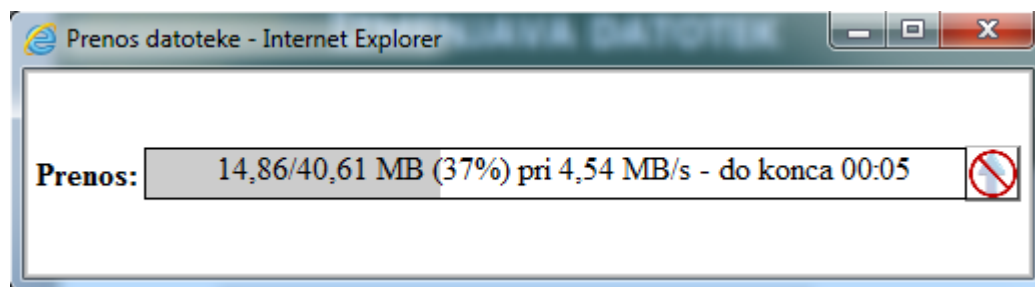 Prenos datoteke - Internet Explorer
Prenos: 14,86/40,61 MB (37%) pri 4,54 MB/s - do konca 00:05